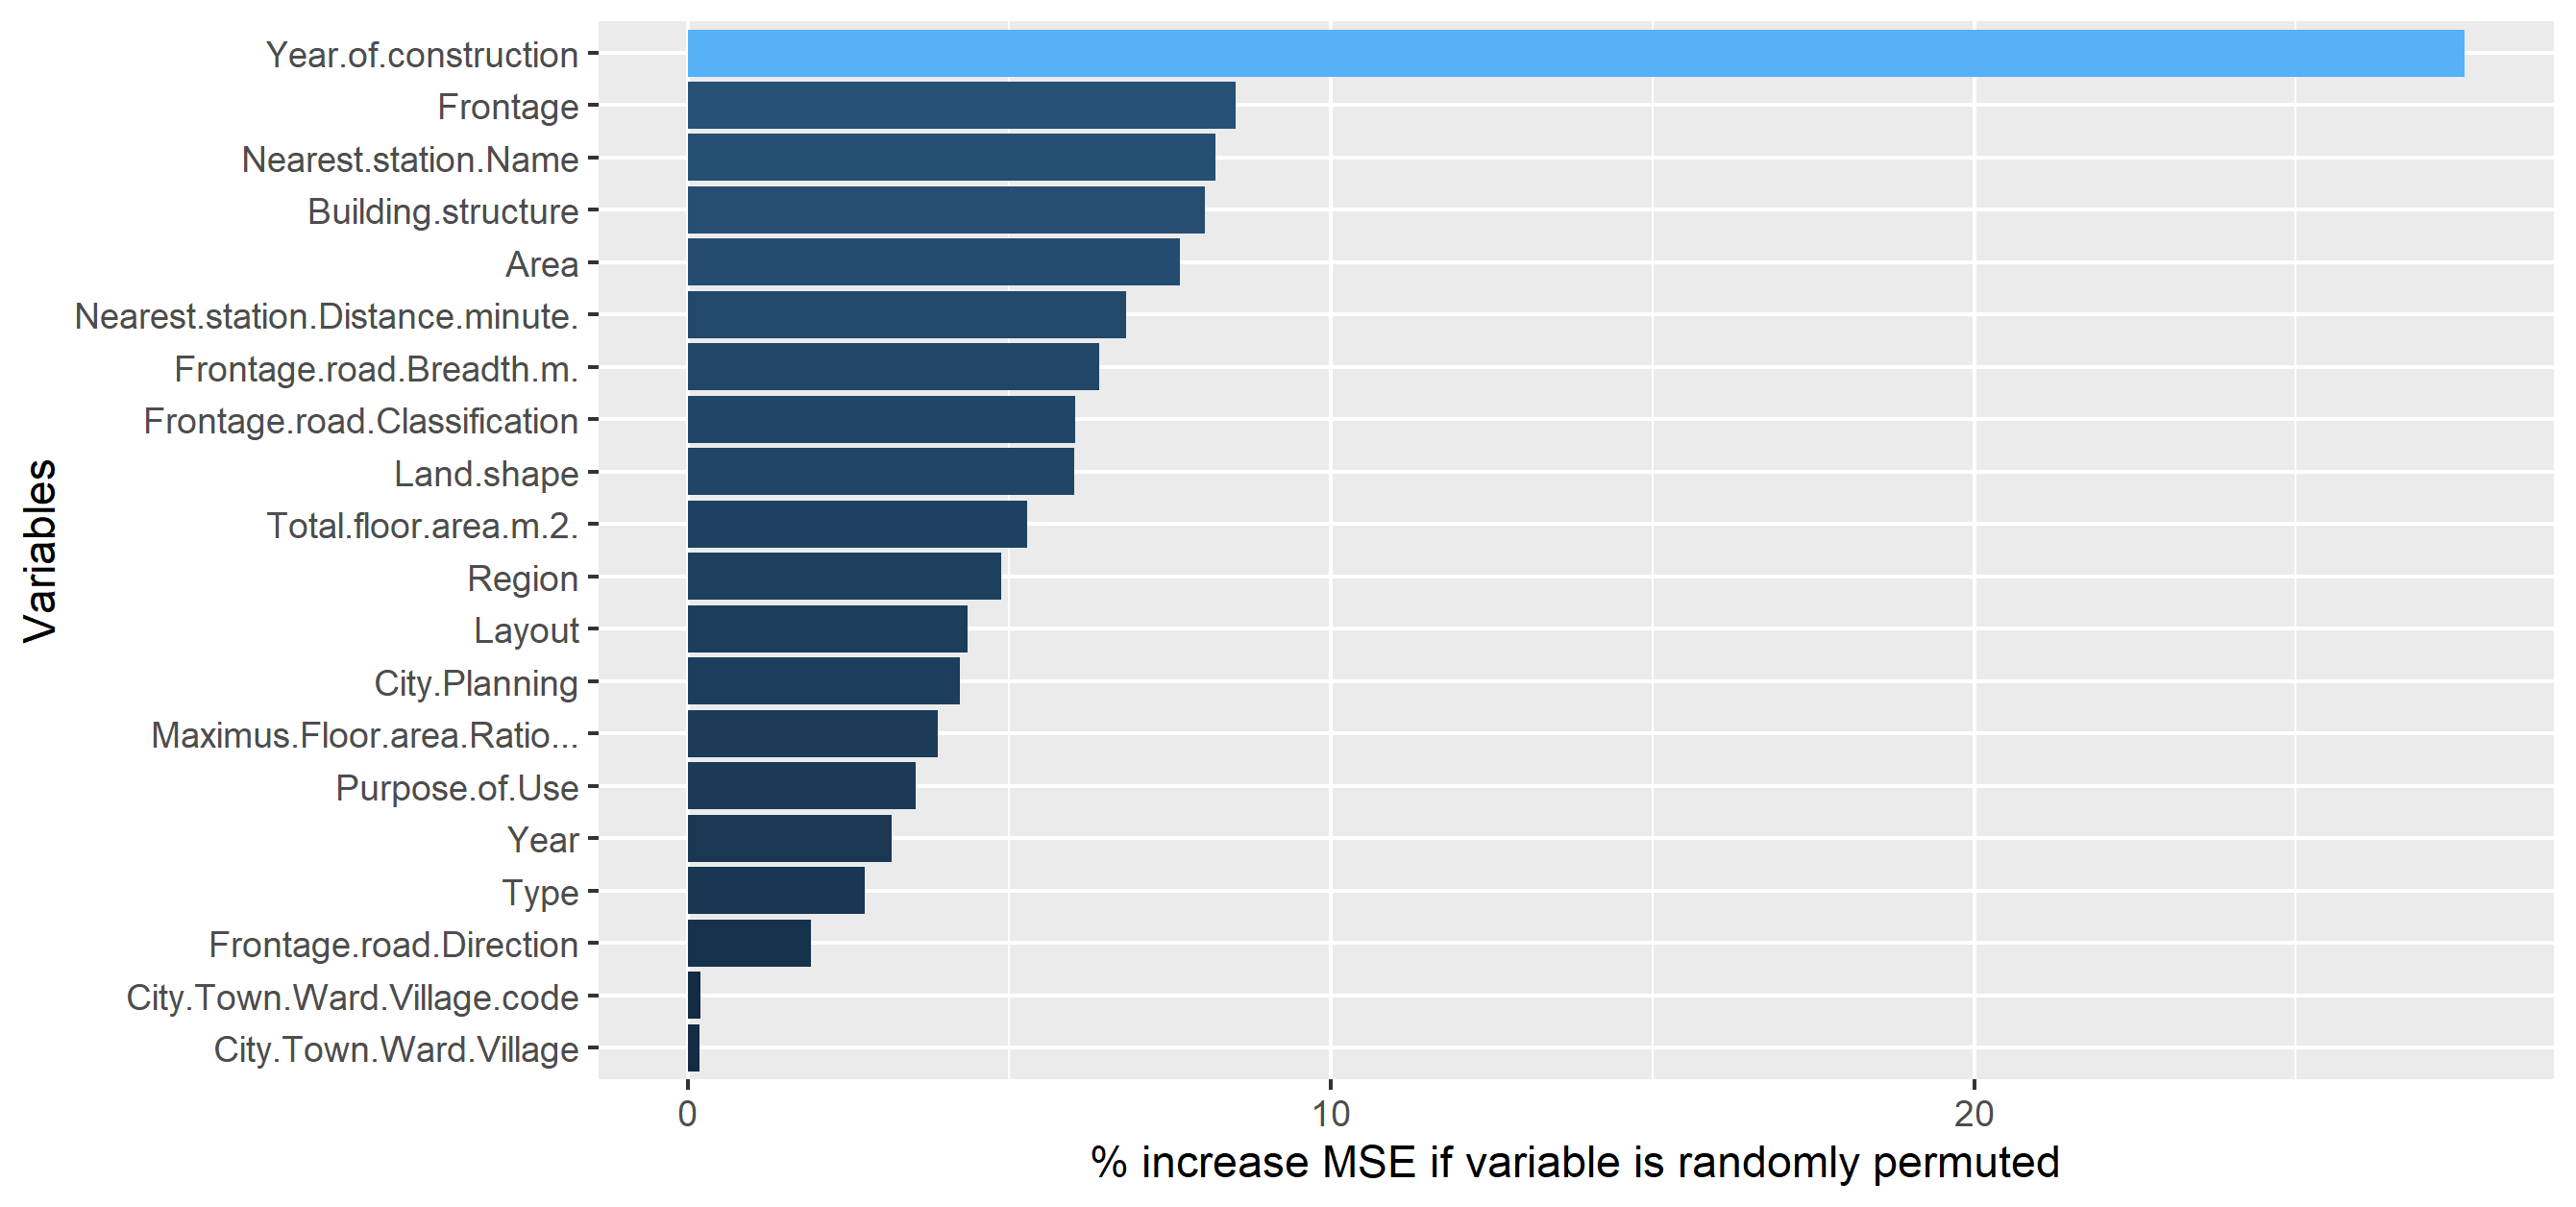 Year.of.construction
Frontage
Nearest.station.Name
Building.structure
Area
Nearest.station.Distance.minute.
Frontage.road.Breadth.m.
Frontage.road.Classification
Land.shape
Total.floor.area.m.2.
Region
Layout
City.Planning
Maximus.Floor.area.Ratio...
Purpose.of.Use
Year
Type
Frontage.road.Direction
City.Town.Ward.Village.code
City.Town.Ward.Village
Variables
0 10 20
% increase MSE if variable is randomly permuted